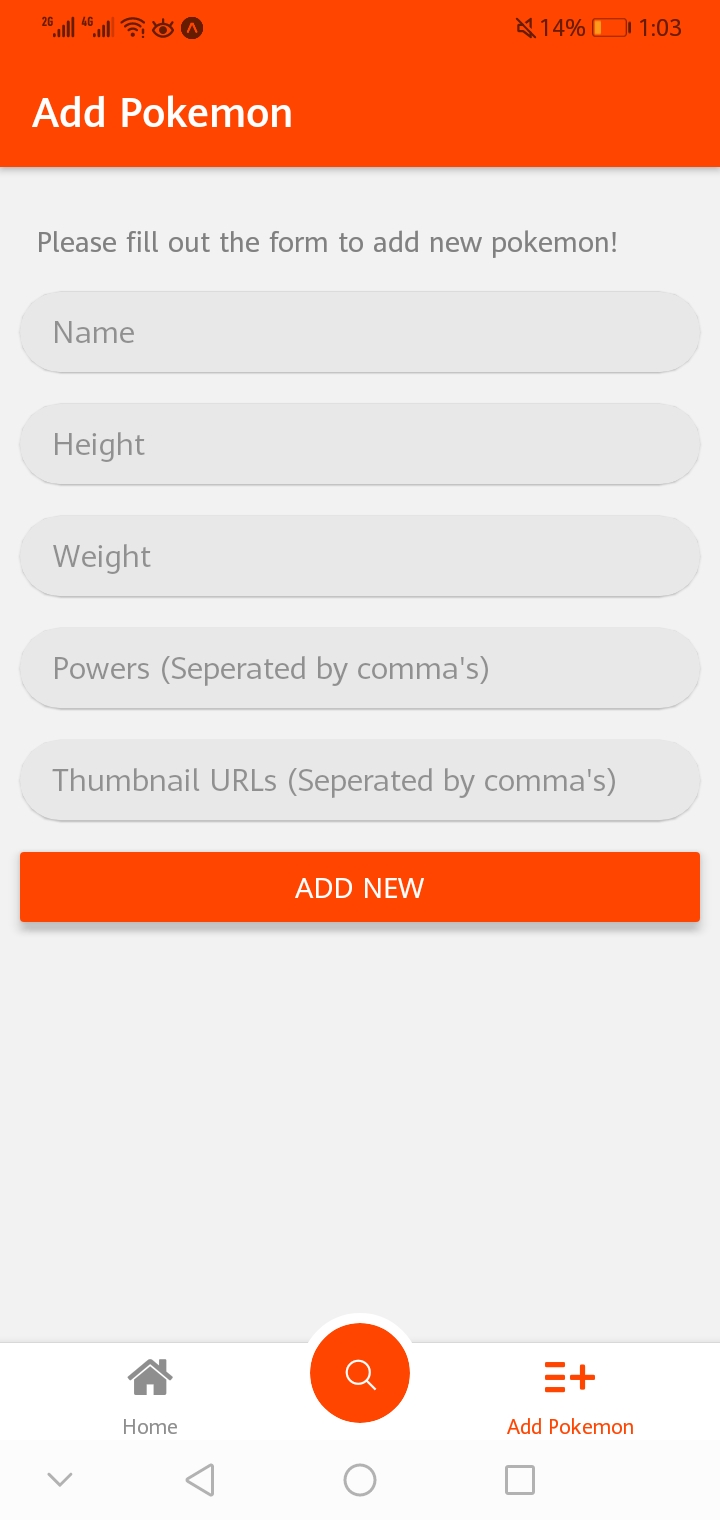 2G 4G 14% 1:03
Add Pokemon
Please fill out the form to add new pokemon!
Name
Height
Weight
Powers (Seperated by comma's)
Thumbnail URLs (Seperated by comma's)
ADD NEW
Home
Add Pokemon